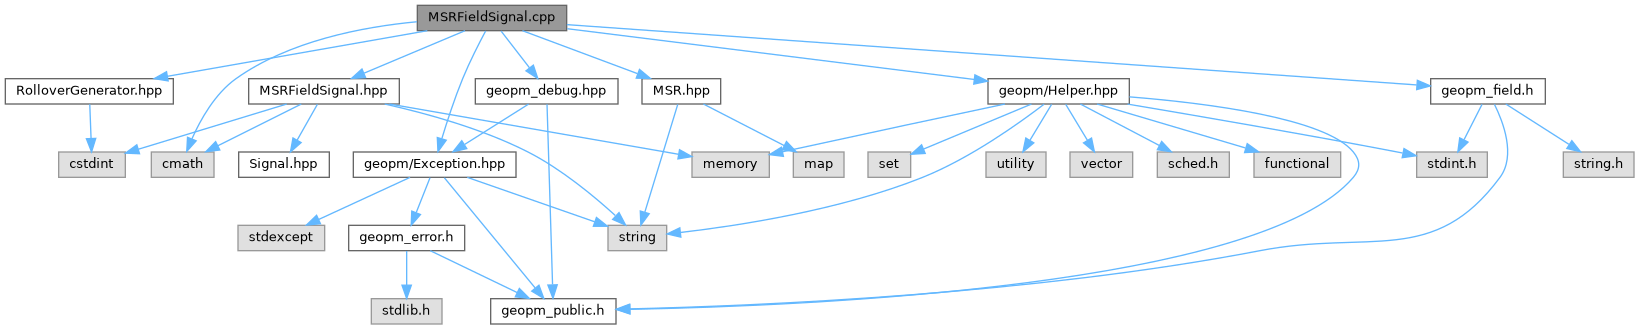 MSRFieldSignal.cpp
RolloverGenerator.hpp
MSRFieldSignal.hpp
geopm_debug.hpp
MSR.hpp
geopm/Helper.hpp
geopm_field.h
cstdint
cmath
Signal.hpp
geopm/Exception.hpp
memory
map
set
utility
vector
sched.h
functional
stdint.h
string.h
stdexcept
geopm_error.h
string
stdlib.h
geopm_public.h